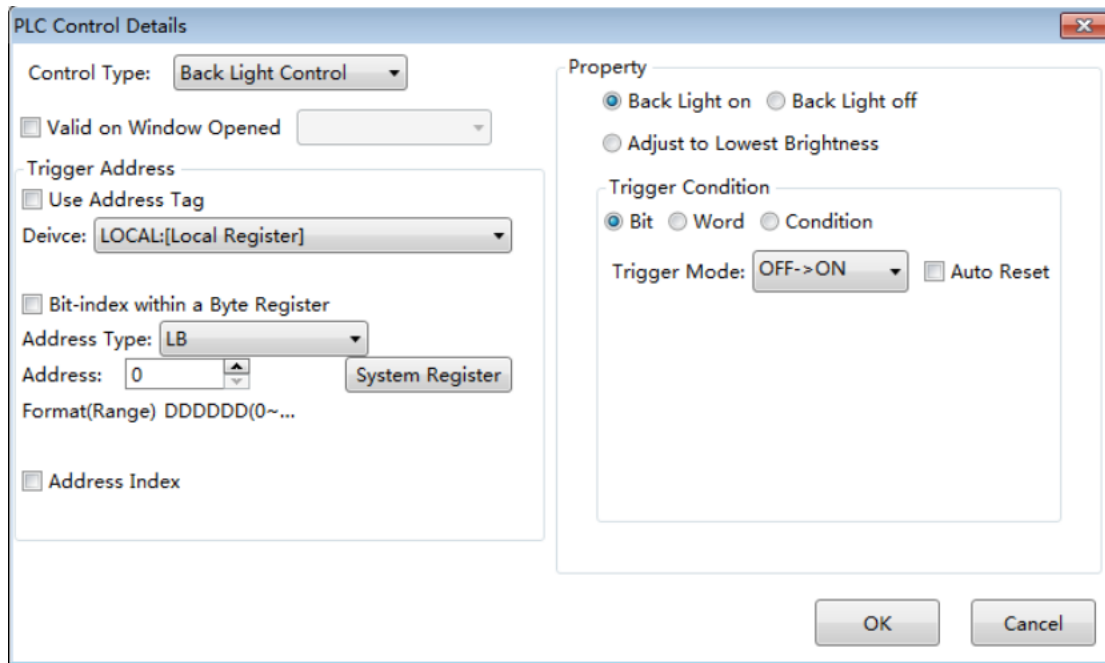 PLC Control Details
Control Type: Back Light Control
Valid on Window Opened
Trigger Address
Use Address Tag
Deivce: LOCAL:[Local Register]
Bit-index within a Byte Register
Address Type: LB
Address: 0 System Register
Format(Range) DDDDDD(0~...
Address Index
Property
Back Light on Back Light off
Adjust to Lowest Brightness
Trigger Condition
Bit Word Condition
Trigger Mode: OFF->ON Auto Reset
OK Cancel